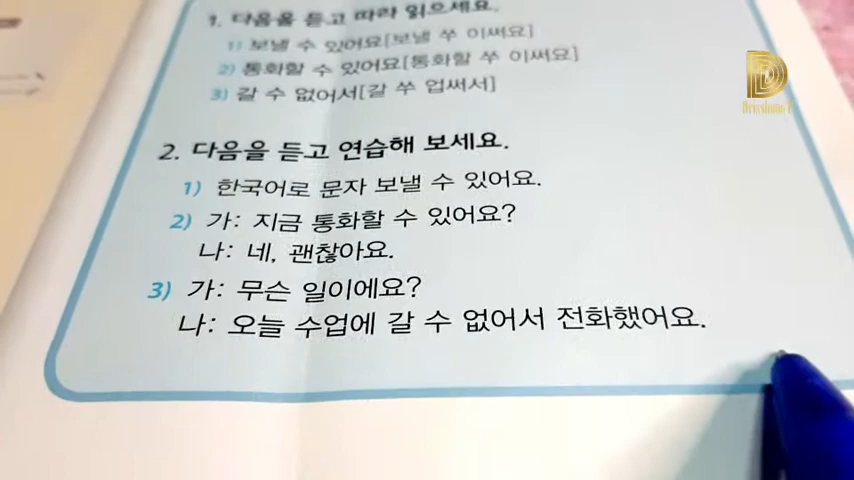 1. 다음을 듣고 따라 읽으세요.
1) 보낼 수 있어요[보낼 쑤 이써요]
2) 통화할 수 있어요[통화할 쑤 이써요]
3) 갈 수 없어서[갈 쑤 업써서]
2. 다음을 듣고 연습해 보세요.
1) 한국어로 문자 보낼 수 있어요.
2) 가: 지금 통화할 수 있어요?
나: 네, 괜찮아요.
3) 가: 무슨 일이에요?
나: 오늘 수업에 갈 수 없어서 전화했어요.